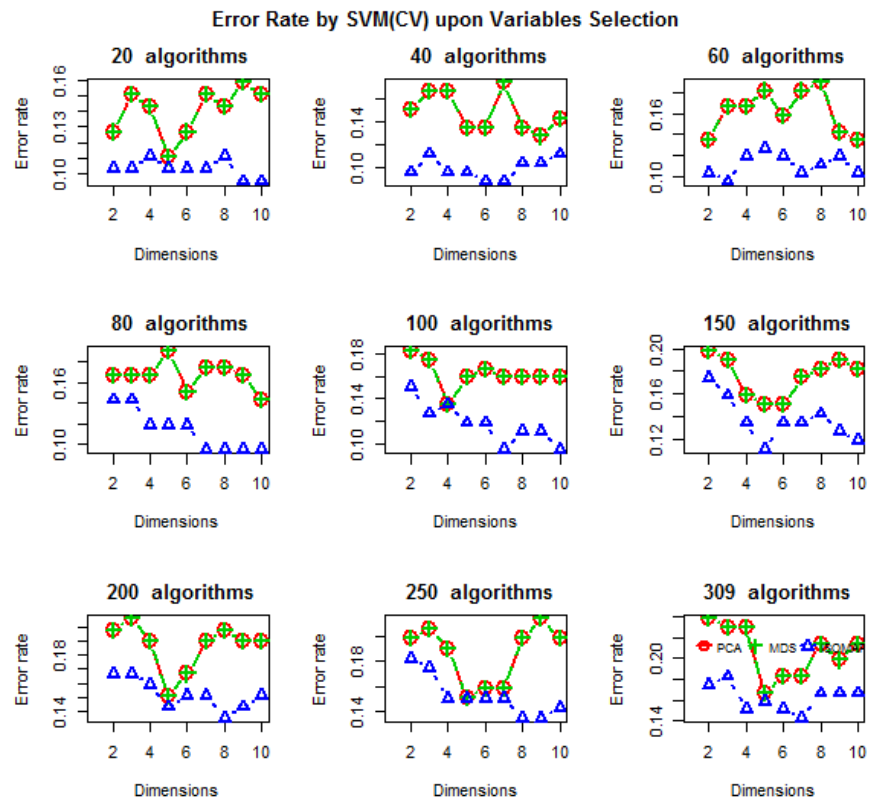 Error Rate by SVM(CV) upon Variables Selection
20 algorithms
Error rate
0.10 0.13 0.16
2 4 6 8 10
Dimensions
40 algorithms
Error rate
0.10 0.14
2 4 6 8 10
Dimensions
60 algorithms
Error rate
0.10 0.16
2 4 6 8 10
Dimensions
80 algorithms
Error rate
0.10 0.16
2 4 6 8 10
Dimensions
100 algorithms
Error rate
0.10 0.14 0.18
2 4 6 8 10
Dimensions
150 algorithms
Error rate
0.12 0.16 0.20
2 4 6 8 10
Dimensions
200 algorithms
Error rate
0.14 0.18
2 4 6 8 10
Dimensions
250 algorithms
Error rate
0.14 0.18
2 4 6 8 10
Dimensions
309 algorithms
Error rate
0.14 0.20
PCA MDS
2 4 6 8 10
Dimensions